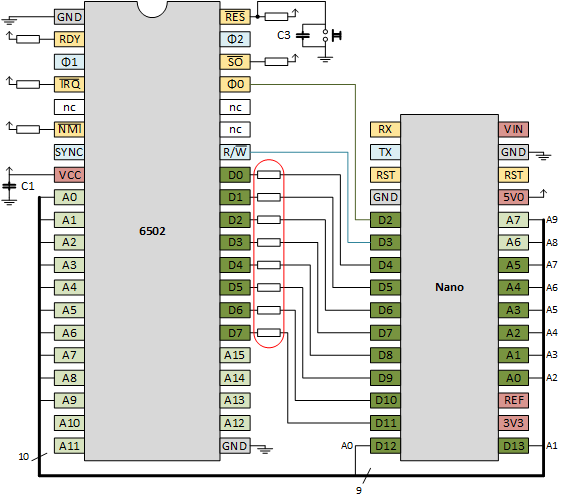 GND
RDY
Φ1
IRQ
nc
NMI
SYNC
VCC
C1
A0
A1
A2
A3
A4
A5
A6
A7
A8
A9
A10
A11
10
6502
RES
Φ2
SO
Φ0
nc
nc
R/W
D0
D1
D2
D3
D4
D5
D6
D7
A15
A14
A13
A12
GND
C3
RX
TX
RST
GND
D2
D3
D4
D5
D6
D7
D8
D9
D10
D11
A0 D12
9
Nano
VIN
GND
RST
5V0
A7 A9
A6 A8
A5 A7
A4 A6
A3 A5
A2 A4
A1 A3
A0 A2
REF
3V3
D13 A1